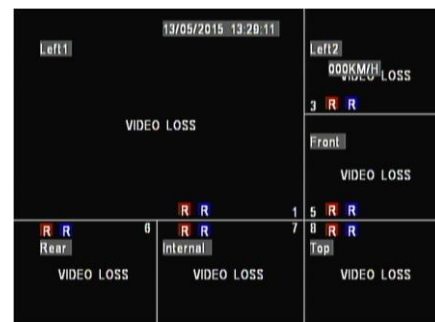 13/05/2015 13:29:11
Left1
VIDEO LOSS
R R 1
Left2
000KM/H
VIDEO LOSS
3 R R
Front
VIDEO LOSS
5 R R
R R 6
Rear
VIDEO LOSS
R R 7
Internal
VIDEO LOSS
8 R R
Top
VIDEO LOSS